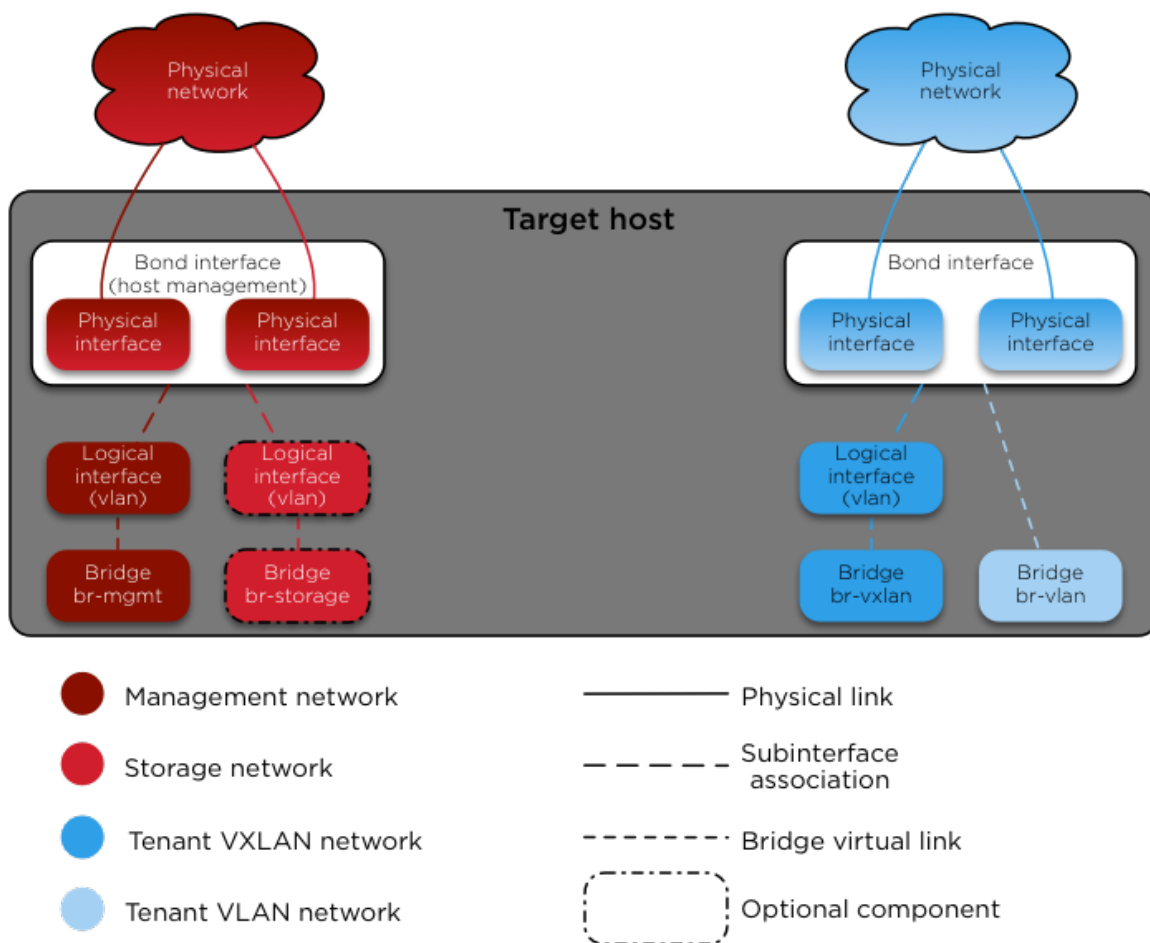 Physical
network
Physical
network
Target host
Bond interface
(host management)
Physical
interface
Physical
interface
Bond interface
Physical
interface
Physical
interface
Logical
interface
(vlan)
Logical
interface
(vlan)
Logical
interface
(vlan)
Bridge
br-mgmt
Bridge
br-storage
Bridge
br-vxlan
Bridge
br-vlan
Management network
Physical link
Storage network
Subinterface
association
Tenant VXLAN network
Bridge virtual link
Tenant VLAN network
Optional component